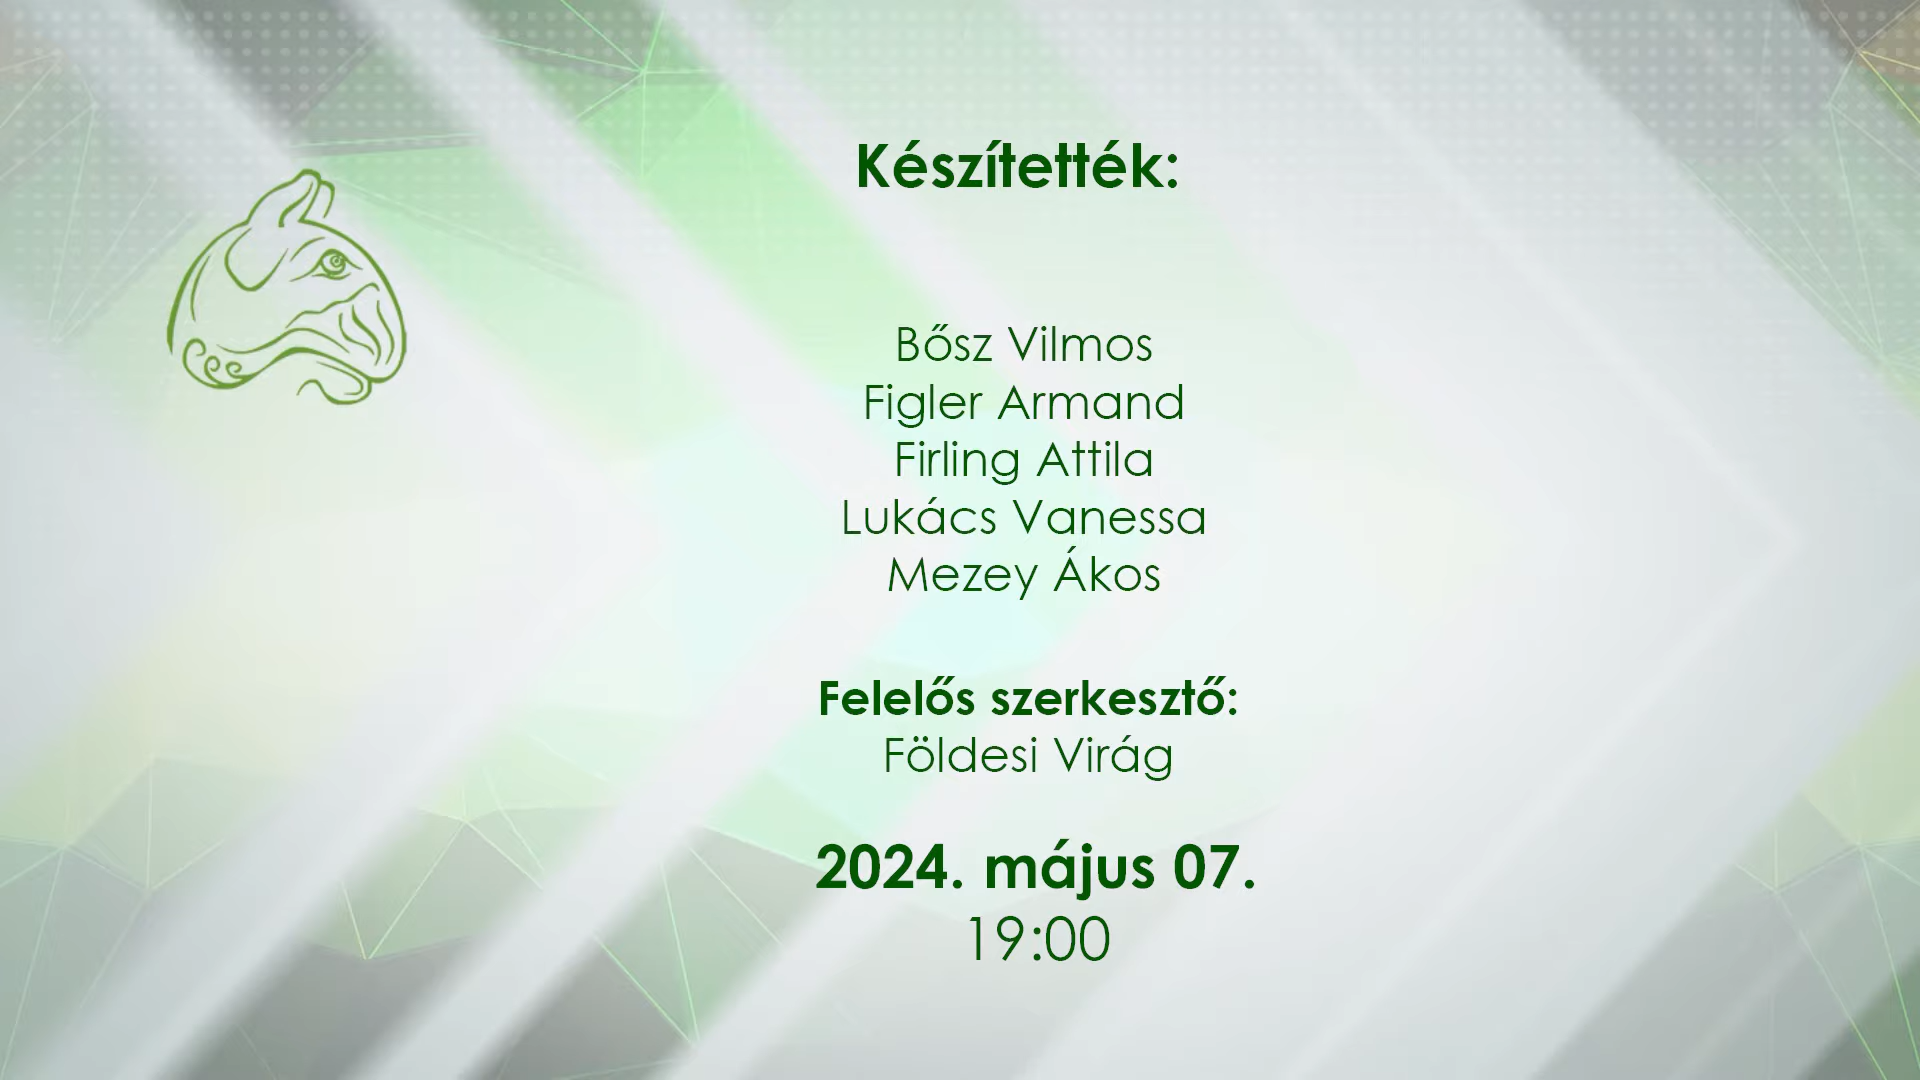 Készítették:
Bősz Vilmos
Figler Armand
Firling Attila
Lukács Vanessa
Mezey Ákos
Felelős szerkesztő:
Földesi Virág
2024. május 07.
19:00